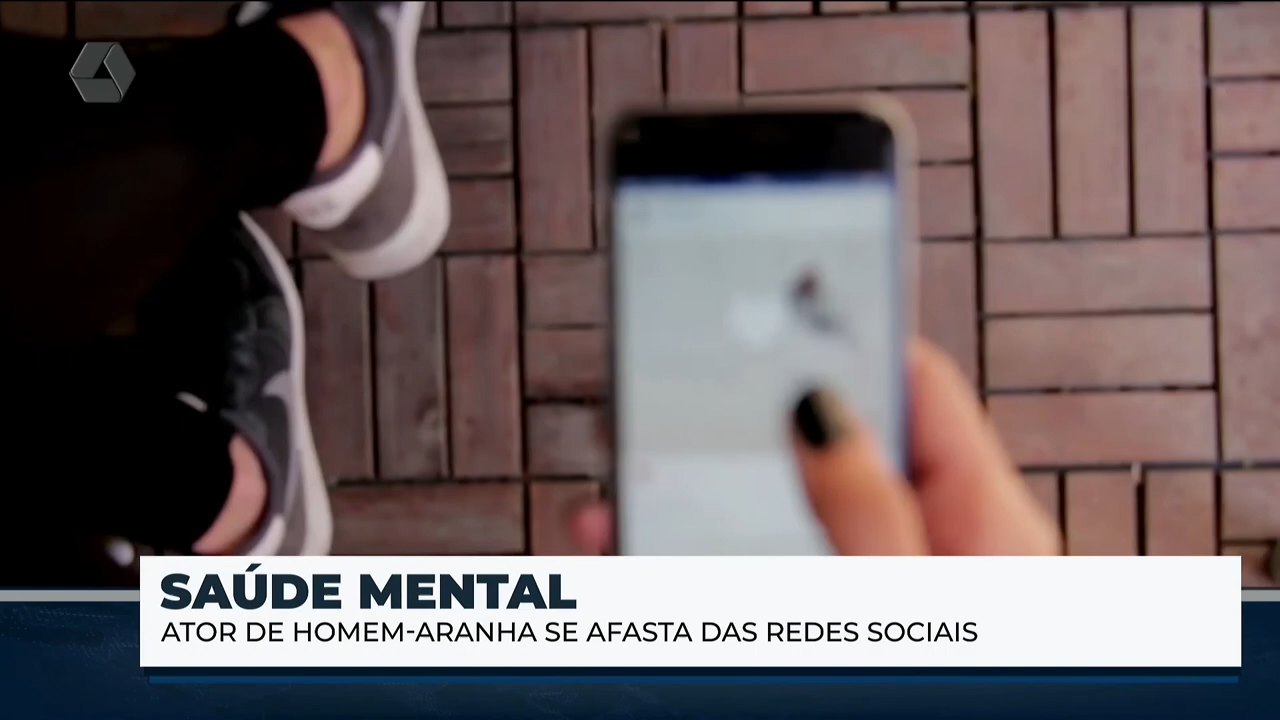 SAÚDE MENTAL
ATOR DE HOMEM-ARANHA SE AFASTA DAS REDES SOCIAIS